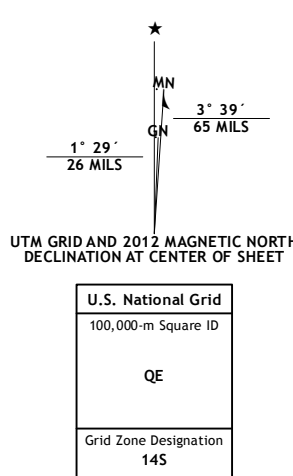 ★
MN
3° 39´
65 MILS
GN
1° 29´
26 MILS
UTM GRID AND 2012 MAGNETIC NORTH
DECLINATION AT CENTER OF SHEET
U.S. National Grid
100,000-m Square ID
QE
Grid Zone Designation
14S